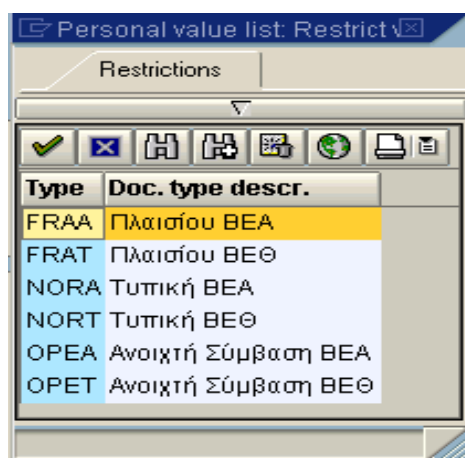 Personal value list: Restrict
Restrictions
Type Doc. type descr.
FRAA Πλαισίου ΒΕΑ
FRAT Πλαισίου ΒΕΘ
NORA Τυπική ΒΕΑ
NORT Τυπική ΒΕΘ
OPEA Ανοιχτή Σύμβαση ΒΕΑ
OPET Ανοιχτή Σύμβαση ΒΕΘ